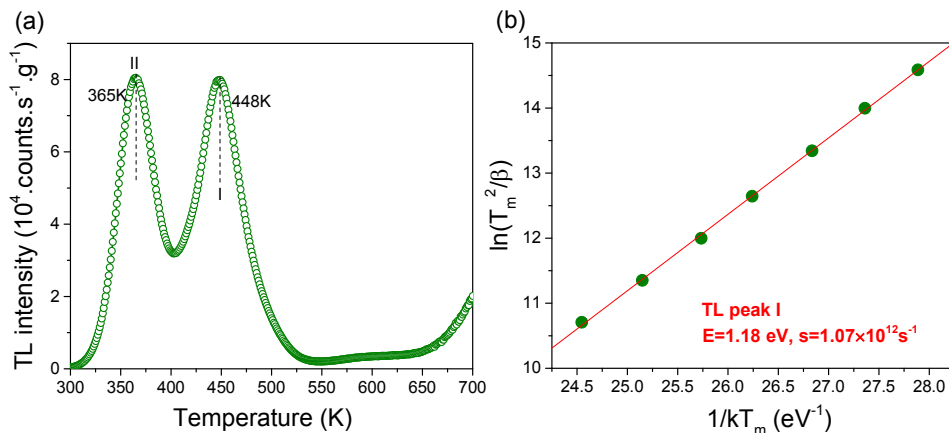 (a)
TL intensity (10⁴.counts.s⁻¹.g⁻¹)
8
6
4
2
0
II
365K
448K
I
300 350 400 450 500 550 600 650 700
Temperature (K)
(b)
ln(Tₘ²/β)
15
14
13
12
11
10
TL peak I
E=1.18 eV, s=1.07×10¹²s⁻¹
24.5 25.0 25.5 26.0 26.5 27.0 27.5 28.0
1/kTₘ (eV⁻¹)